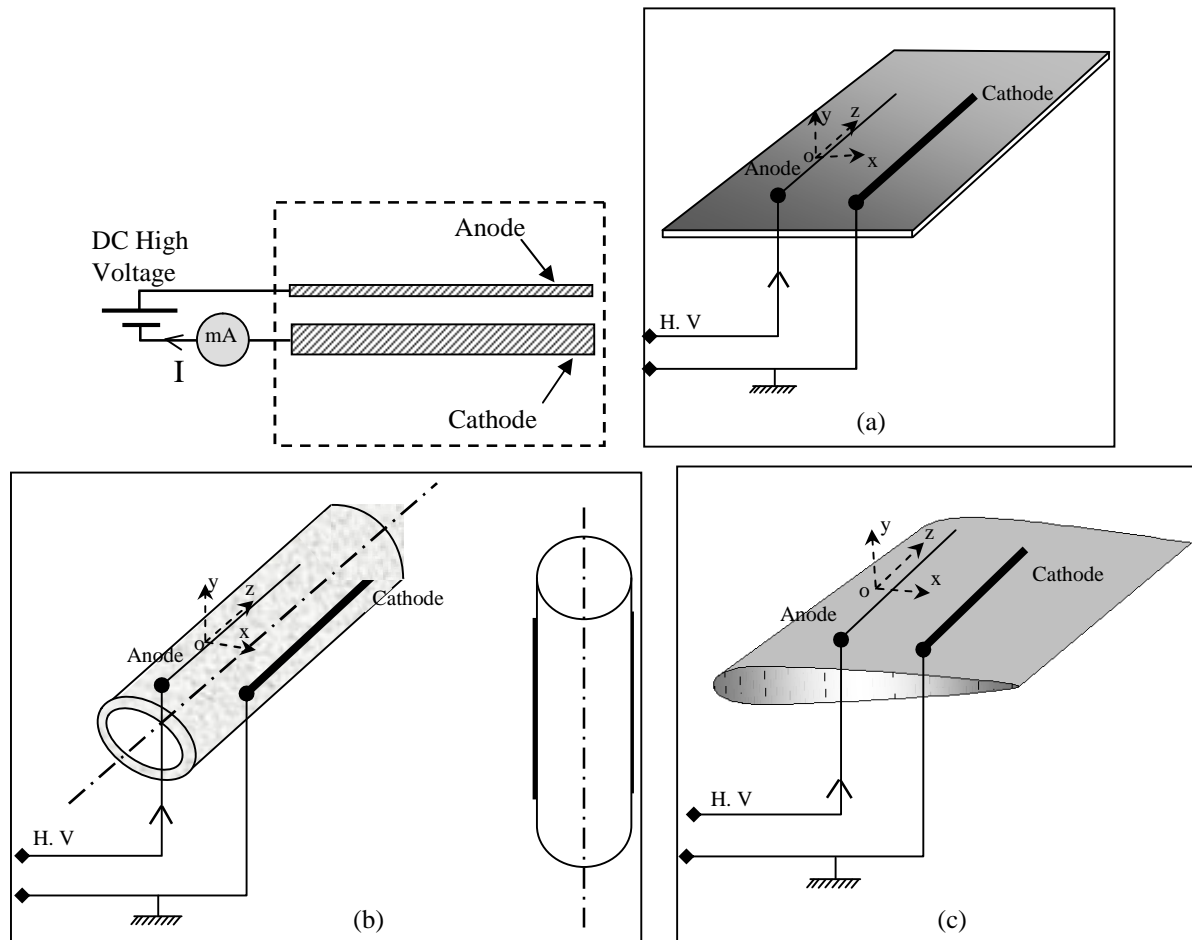 DC High
Voltage
Anode
mA
I
Cathode
Cathode
y
z
o
x
Anode
H. V
(a)
y
z
o
x
Cathode
Anode
H. V
(b)
y
z
o
x
Cathode
Anode
H. V
(c)